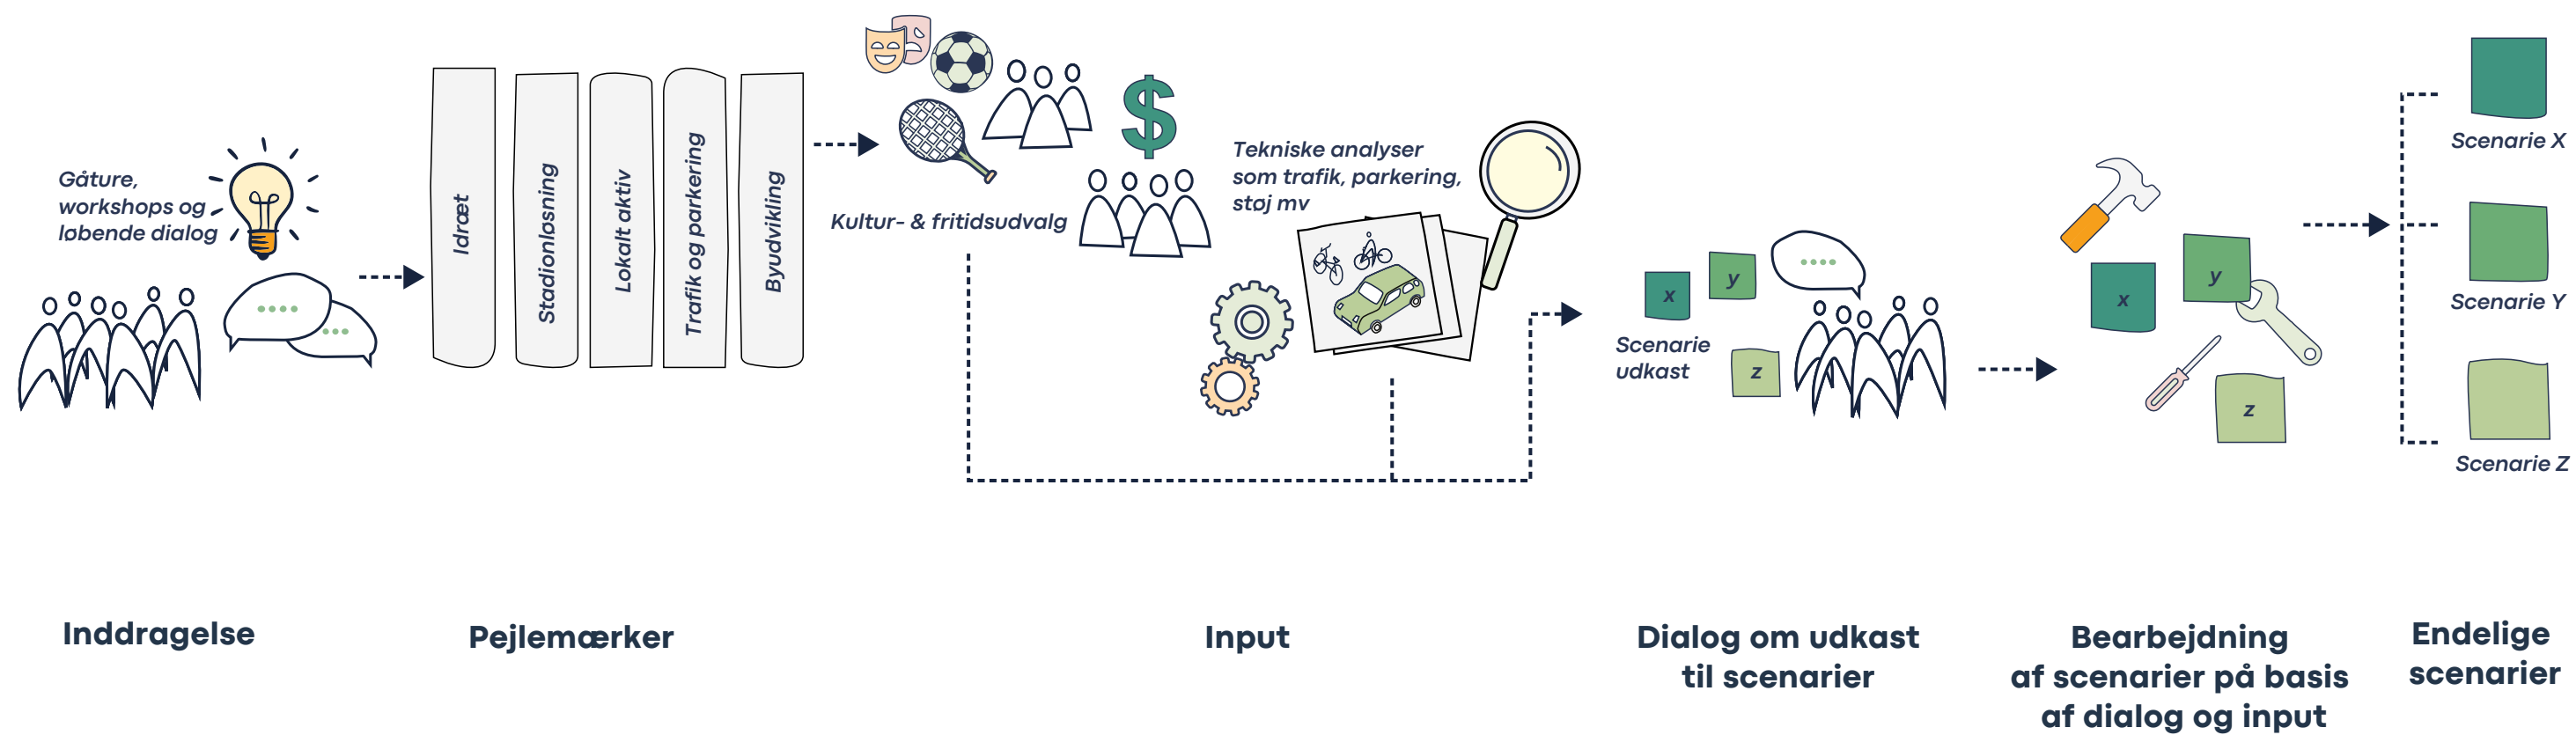 Gåture,
workshops og
løbende dialog
Idræt
Stadionløsning
Lokalt aktiv
Trafik og parkering
Byudvikling
Kultur- & fritidsudvalg
$
Tekniske analyser
som trafik, parkering,
støj mv
x
y
z
Scenarie
udkast
x
y
z
Scenarie X
Scenarie Y
Scenarie Z
Inddragelse
Pejlemærker
Input
Dialog om udkast
til scenarier
Bearbejdning
af scenarier på basis
af dialog og input
Endelige
scenarier